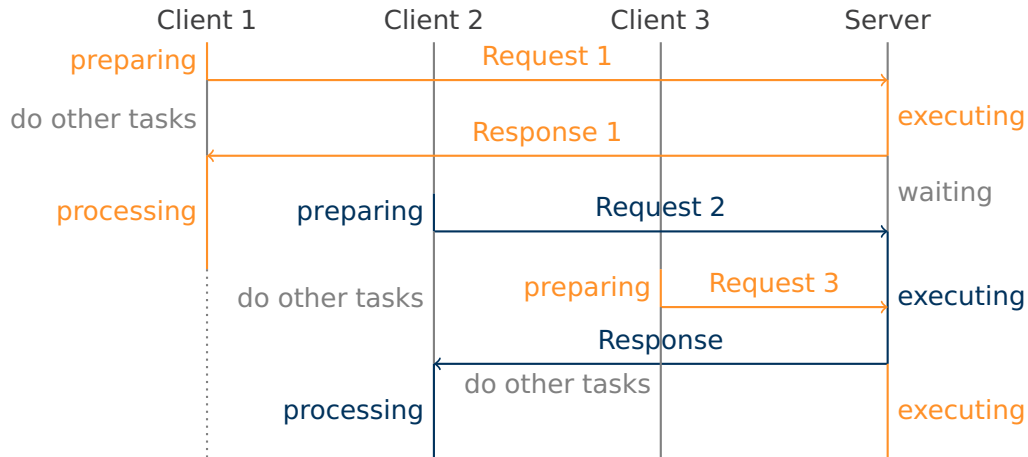 Client 1
Client 2
Client 3
Server
preparing
Request 1
do other tasks
executing
Response 1
waiting
processing
preparing
Request 2
do other tasks
preparing
Request 3
executing
Response
do other tasks
processing
executing